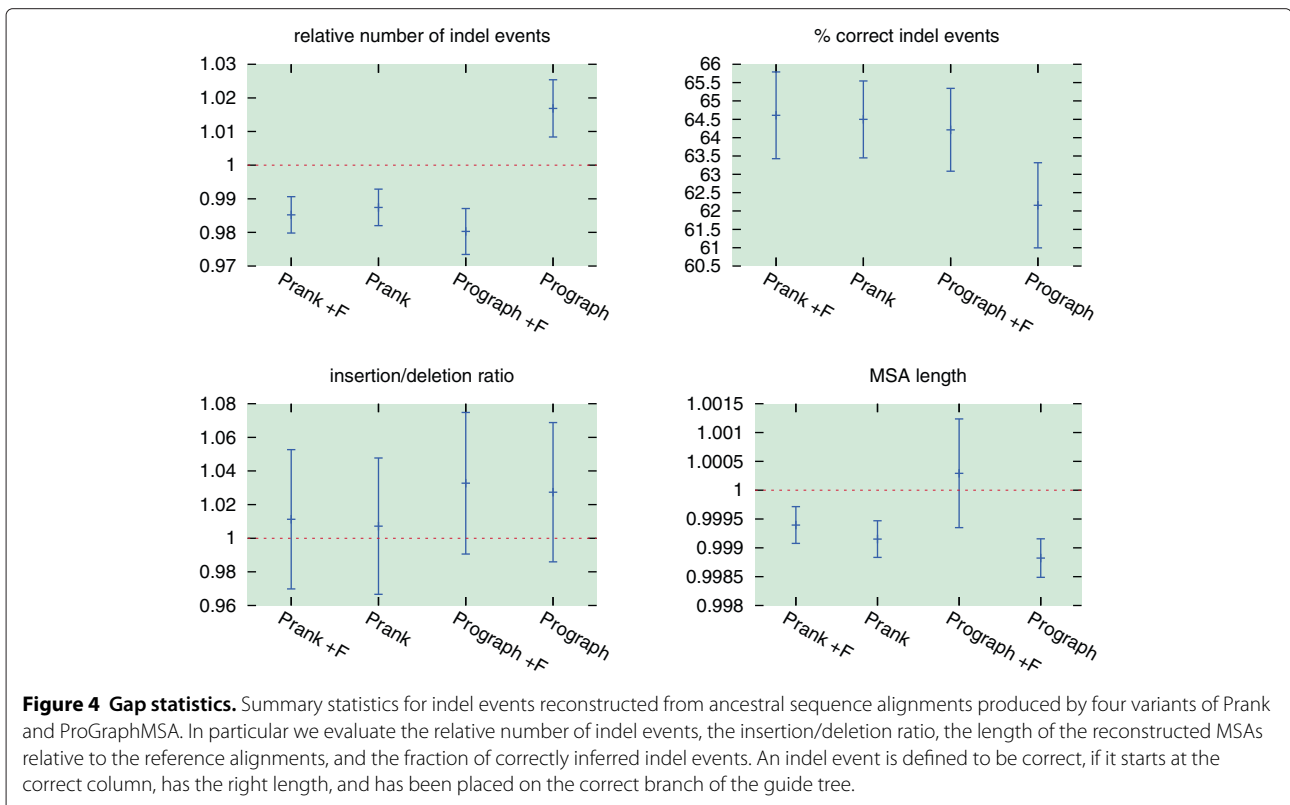 relative number of indel events
1.03
1.02
1.01
1
0.99
0.98
0.97
Prank +F
Prank
Prograph +F
Prograph
% correct indel events
66
65.5
65
64.5
64
63.5
63
62.5
62
61.5
61
60.5
Prank +F
Prank
Prograph +F
Prograph
insertion/deletion ratio
1.08
1.06
1.04
1.02
1
0.98
0.96
Prank +F
Prank
Prograph +F
Prograph
MSA length
1.0015
1.001
1.0005
1
0.9995
0.999
0.9985
0.998
Prank +F
Prank
Prograph +F
Prograph
Figure 4 Gap statistics. Summary statistics for indel events reconstructed from ancestral sequence alignments produced by four variants of Prank
and ProGraphMSA. In particular we evaluate the relative number of indel events, the insertion/deletion ratio, the length of the reconstructed MSAs
relative to the reference alignments, and the fraction of correctly inferred indel events. An indel event is defined to be correct, if it starts at the
correct column, has the right length, and has been placed on the correct branch of the guide tree.